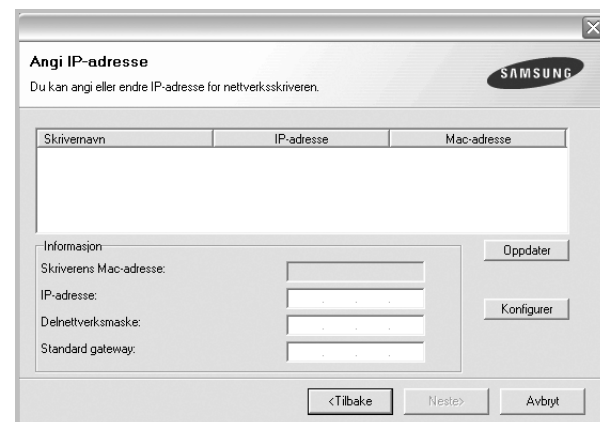 Angi IP-adresse
Du kan angi eller endre IP-adresse for nettverksskriveren.
SAMSUNG
Skrivernavn IP-adresse Mac-adresse
Informasjon
Skriverens Mac-adresse:
IP-adresse:
Delnettverksmaske:
Standard gateway:
Oppdater
Konfigurer
<Tilbake Neste> Avbryt